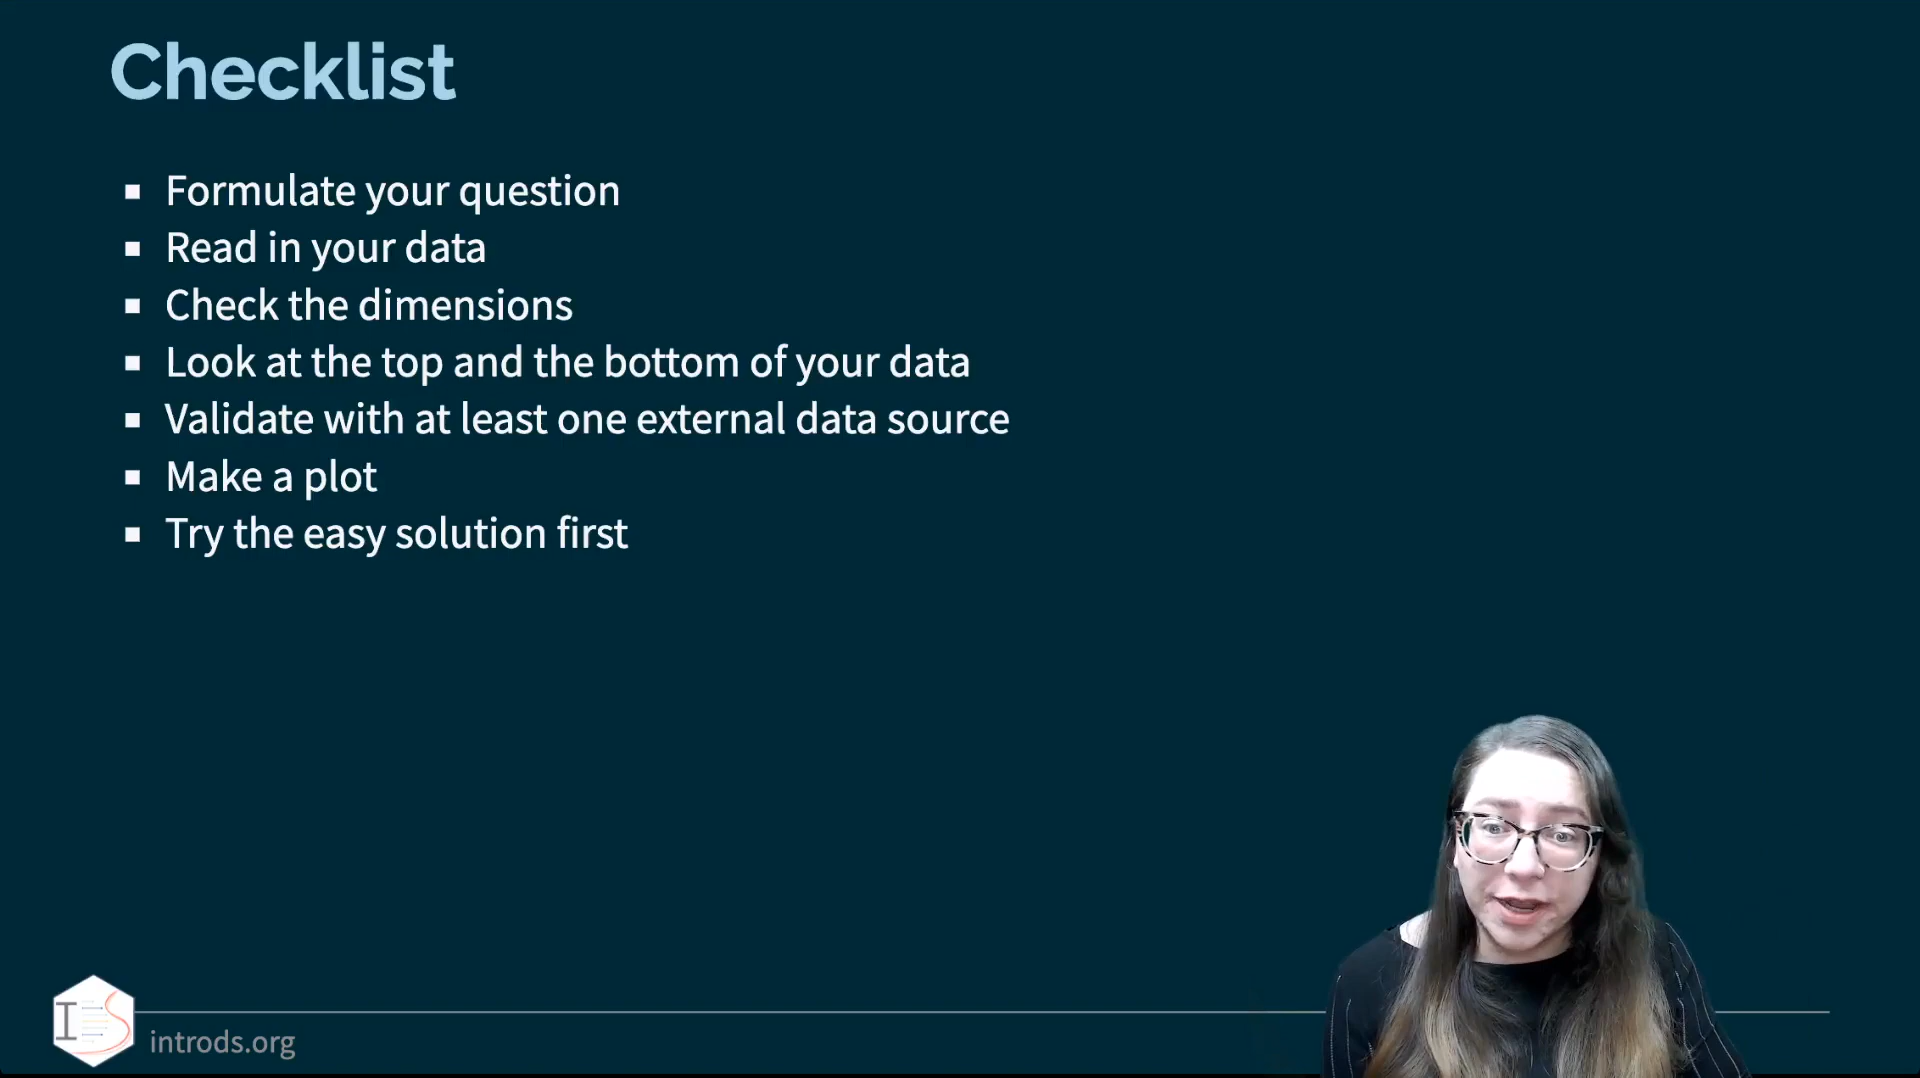 Checklist
Formulate your question
Read in your data
Check the dimensions
Look at the top and the bottom of your data
Validate with at least one external data source
Make a plot
Try the easy solution first
I S
introds.org